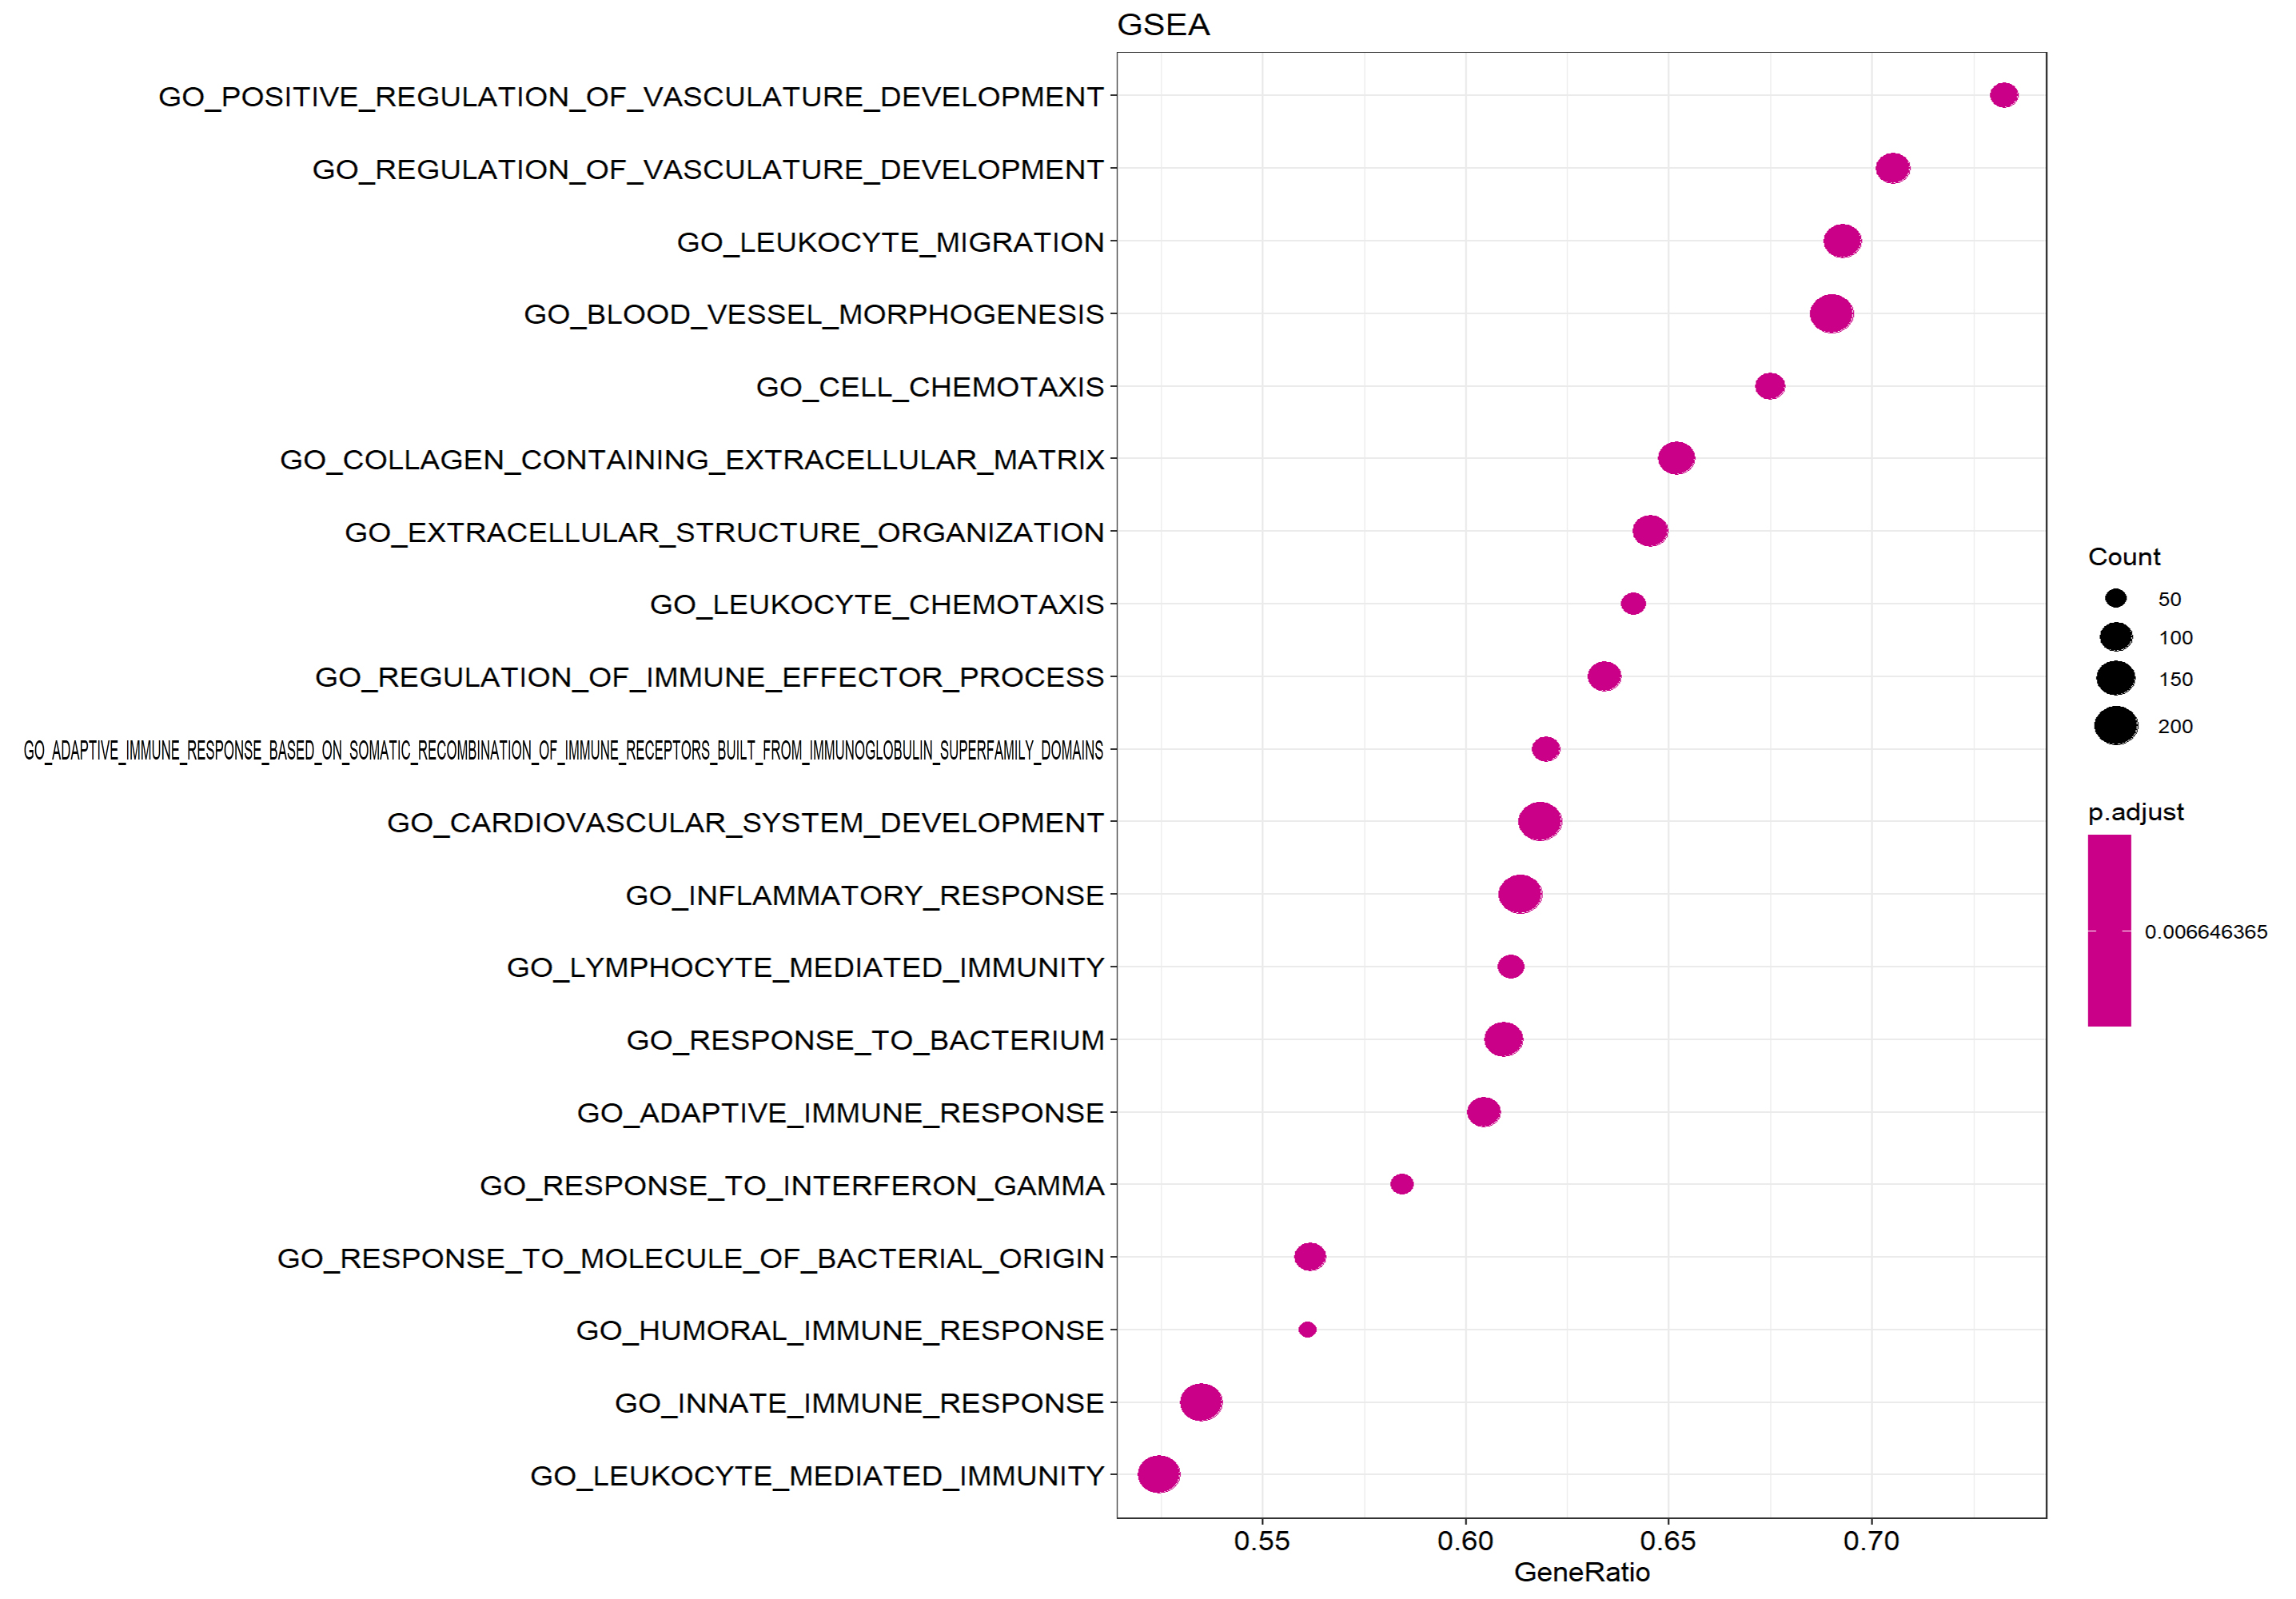 GSEA
GO_POSITIVE_REGULATION_OF_VASCULATURE_DEVELOPMENT
GO_REGULATION_OF_VASCULATURE_DEVELOPMENT
GO_LEUKOCYTE_MIGRATION
GO_BLOOD_VESSEL_MORPHOGENESIS
GO_CELL_CHEMOTAXIS
GO_COLLAGEN_CONTAINING_EXTRACELLULAR_MATRIX
GO_EXTRACELLULAR_STRUCTURE_ORGANIZATION
GO_LEUKOCYTE_CHEMOTAXIS
GO_REGULATION_OF_IMMUNE_EFFECTOR_PROCESS
GO_ADAPTIVE_IMMUNE_RESPONSE_BASED_ON_SOMATIC_RECOMBINATION_OF_IMMUNE_RECEPTORS_BUILT_FROM_IMMUNOGLOBULIN_SUPERFAMILY_DOMAINS
GO_CARDIOVASCULAR_SYSTEM_DEVELOPMENT
GO_INFLAMMATORY_RESPONSE
GO_LYMPHOCYTE_MEDIATED_IMMUNITY
GO_RESPONSE_TO_BACTERIUM
GO_ADAPTIVE_IMMUNE_RESPONSE
GO_RESPONSE_TO_INTERFERON_GAMMA
GO_RESPONSE_TO_MOLECULE_OF_BACTERIAL_ORIGIN
GO_HUMORAL_IMMUNE_RESPONSE
GO_INNATE_IMMUNE_RESPONSE
GO_LEUKOCYTE_MEDIATED_IMMUNITY
0.55 0.60 0.65 0.70
GeneRatio
Count
50
100
150
200
p.adjust
0.006646365